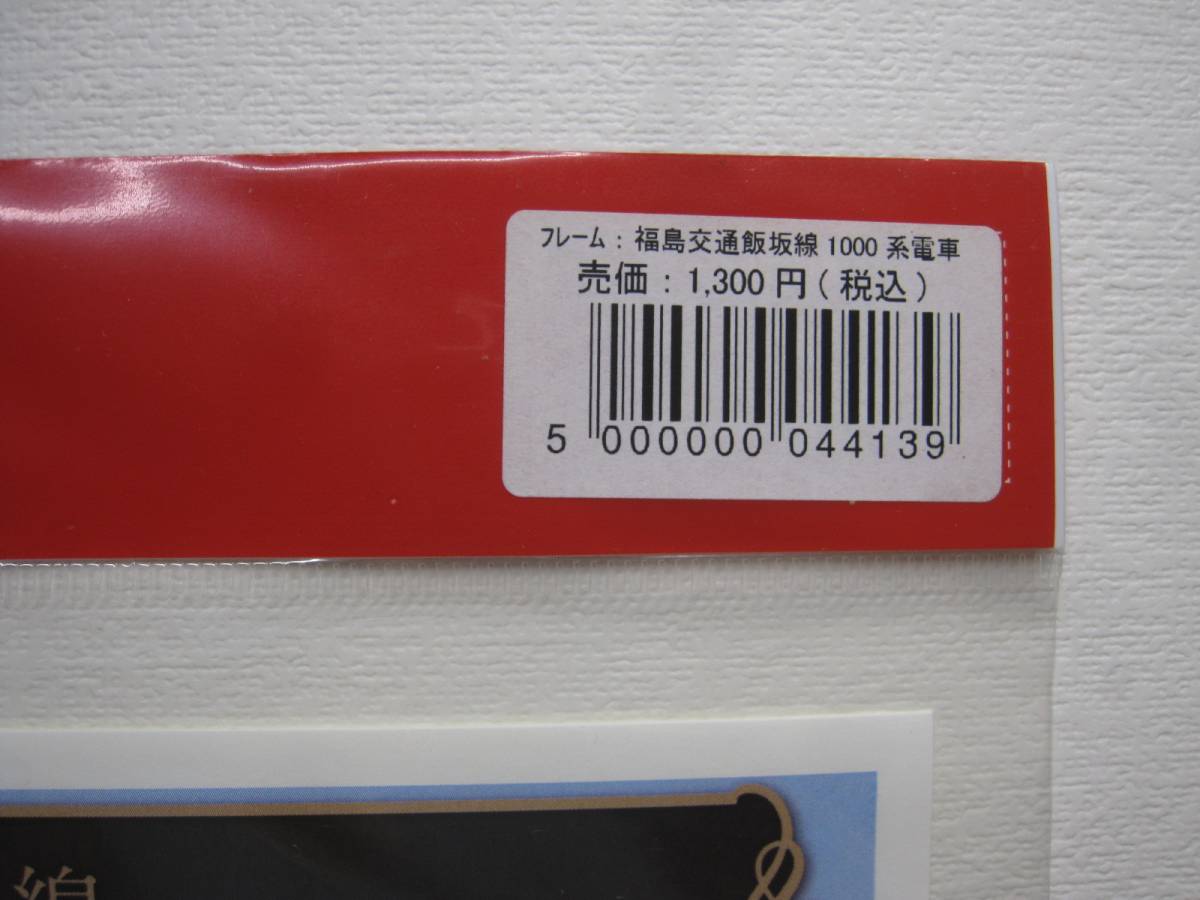 フレーム：福島交通飯坂線 1000 系電車
売価：1,300 円（税込）
5 000000 044139
線